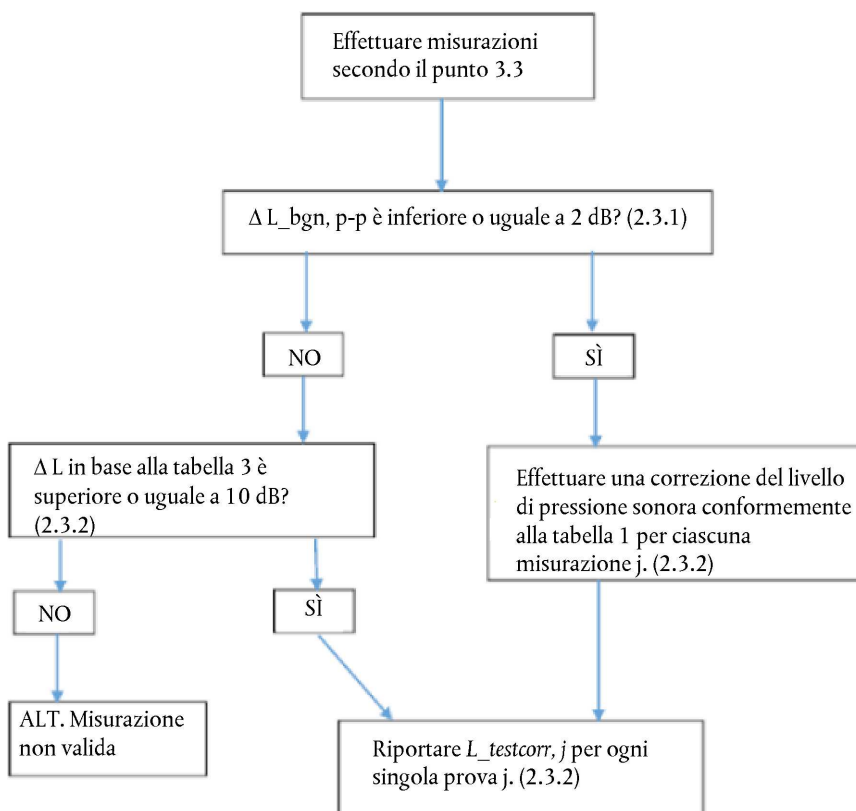 Effettuare misurazioni
secondo il punto 3.3
Δ L_bgn, p-p è inferiore o uguale a 2 dB? (2.3.1)
NO
SÌ
Δ L in base alla tabella 3 è
superiore o uguale a 10 dB?
(2.3.2)
Effettuare una correzione del livello
di pressione sonora conformemente
alla tabella 1 per ciascuna
misurazione j. (2.3.2)
NO
SÌ
ALT. Misurazione
non valida
Riportare L_testcorr, j per ogni
singola prova j. (2.3.2)